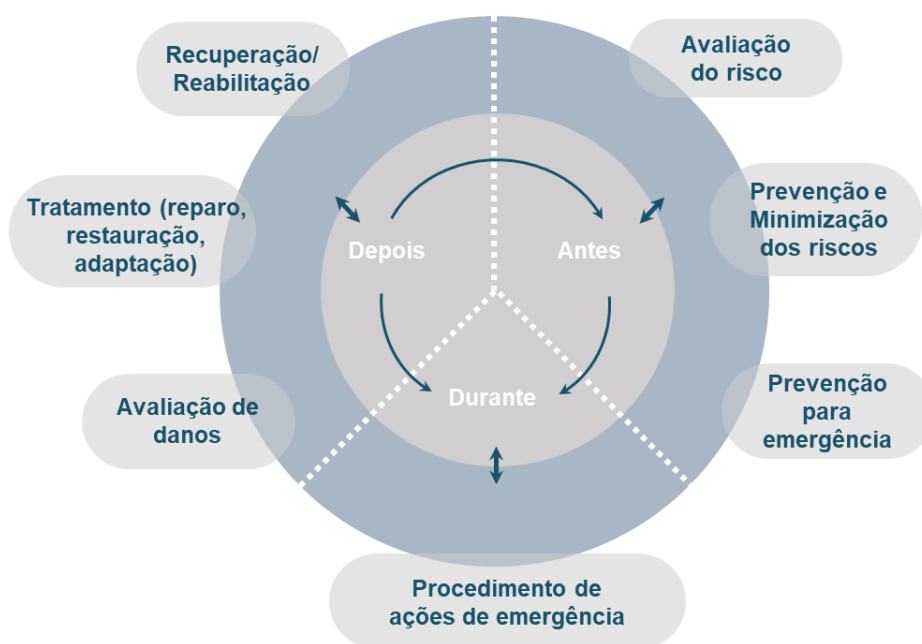 Recuperação/
Reabilitação
Avaliação
do risco
Tratamento (reparo,
restauração,
adaptação)
Prevenção e
Minimização
dos riscos
Depois
Antes
Avaliação de
danos
Durante
Prevenção
para
emergência
Procedimento de
ações de emergência